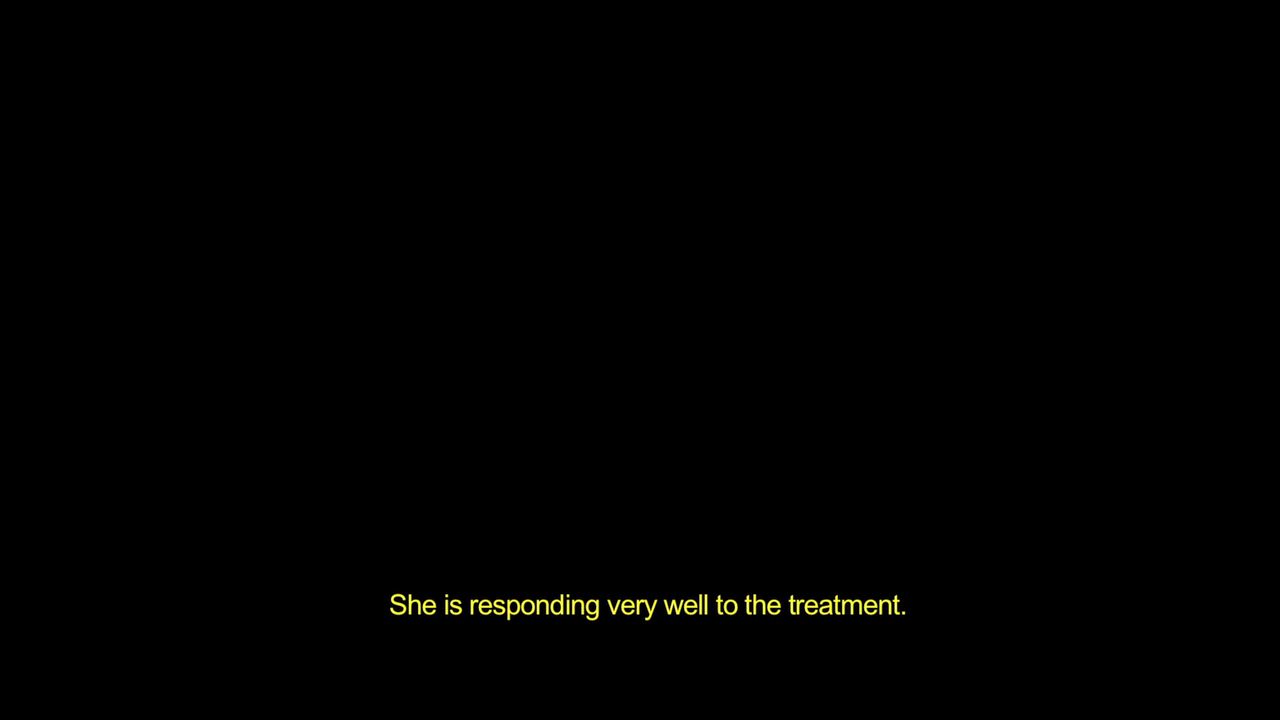 She is responding very well to the treatment.